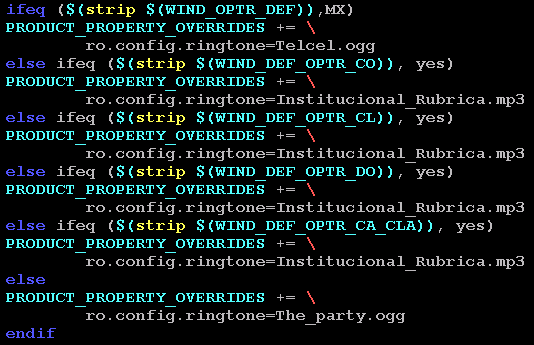 ifeq ($(strip $(WIND_OPTR_DEF)),MX)
PRODUCT_PROPERTY_OVERRIDES += \
        ro.config.ringtone=Telcel.ogg
else ifeq ($(strip $(WIND_DEF_OPTR_CO)), yes)
PRODUCT_PROPERTY_OVERRIDES += \
        ro.config.ringtone=Institucional_Rubrica.mp3
else ifeq ($(strip $(WIND_DEF_OPTR_CL)), yes)
PRODUCT_PROPERTY_OVERRIDES += \
        ro.config.ringtone=Institucional_Rubrica.mp3
else ifeq ($(strip $(WIND_DEF_OPTR_DO)), yes)
PRODUCT_PROPERTY_OVERRIDES += \
        ro.config.ringtone=Institucional_Rubrica.mp3
else ifeq ($(strip $(WIND_DEF_OPTR_CA_CLA)), yes)
PRODUCT_PROPERTY_OVERRIDES += \
        ro.config.ringtone=Institucional_Rubrica.mp3
else
PRODUCT_PROPERTY_OVERRIDES += \
        ro.config.ringtone=The_party.ogg
endif